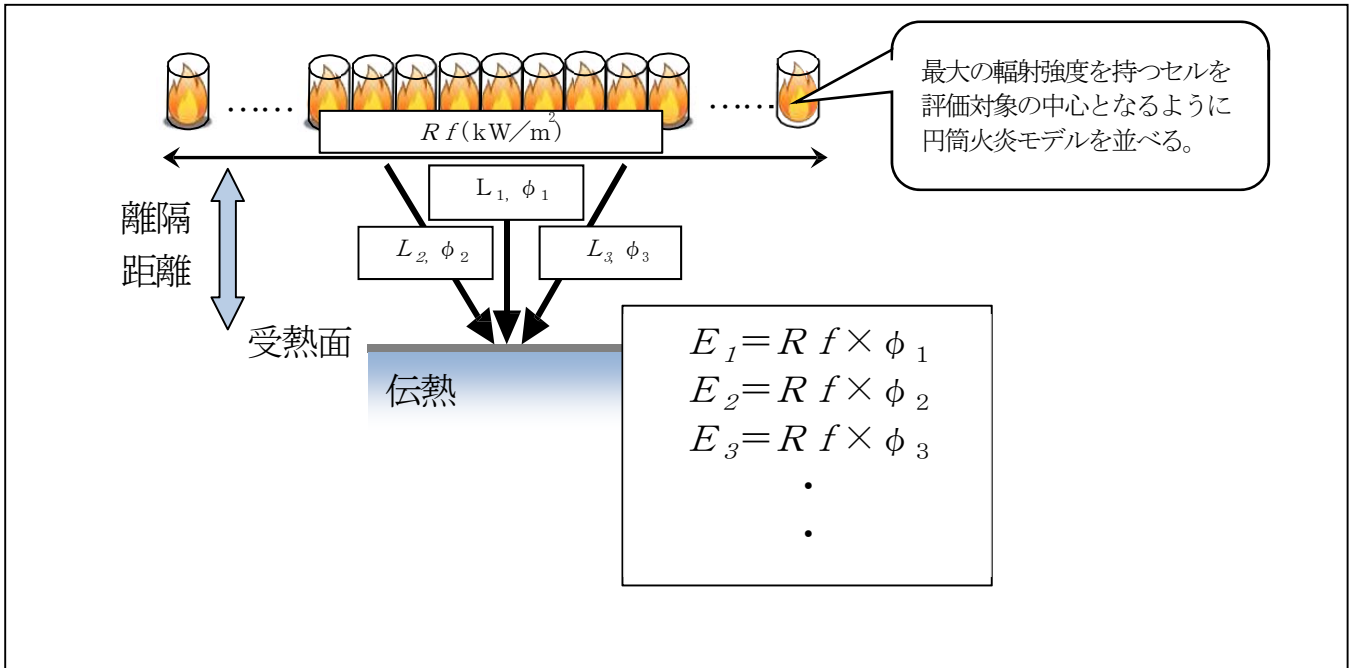 最大の輻射強度を持つセルを
評価対象の中心となるように
円筒火炎モデルを並べる。
…… ……
Rf(kW/m²)
L₁, φ₁
L₂, φ₂ L₃, φ₃
離隔
距離
受熱面
伝熱
E₁=Rf×φ₁
E₂=Rf×φ₂
E₃=Rf×φ₃
・
・